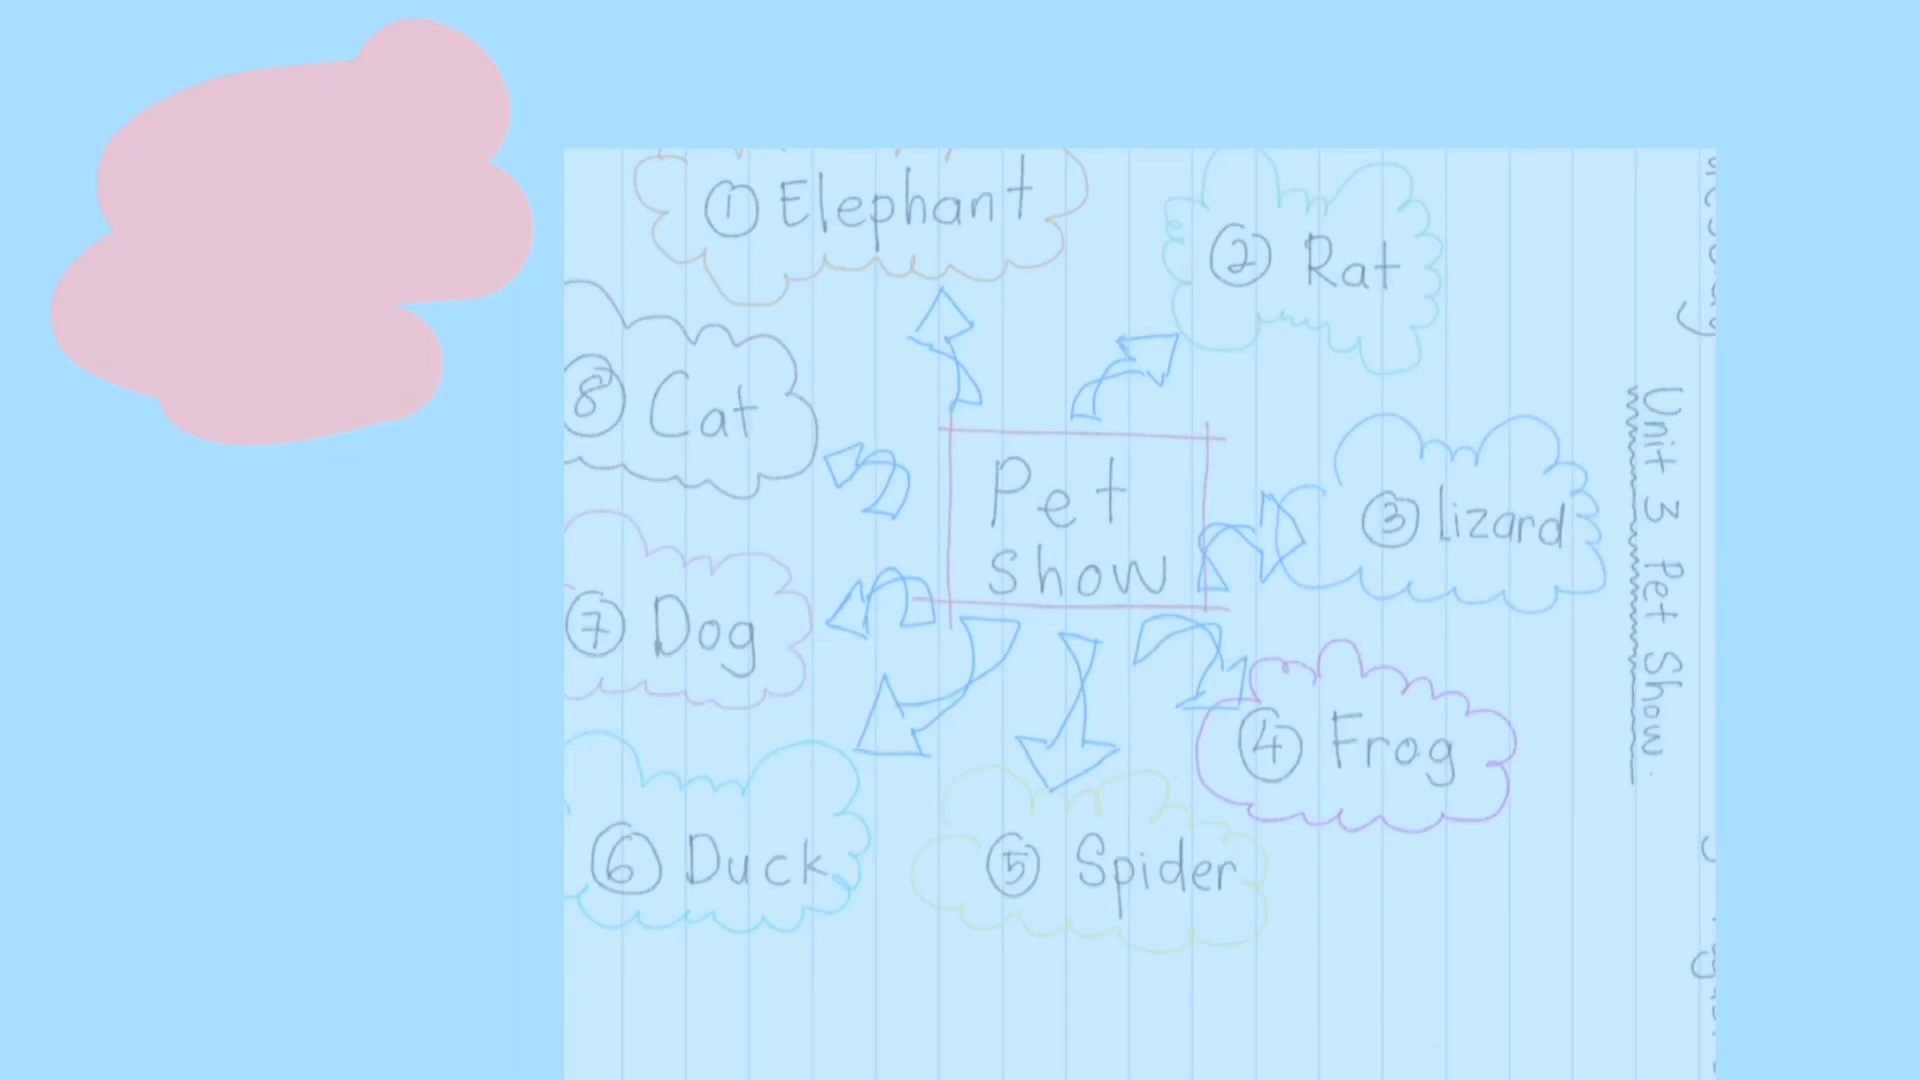 ① Elephant
② Rat
③ lizard
④ Frog
⑤ Spider
⑥ Duck
⑦ Dog
⑧ Cat
Pet
show
Unit 3 Pet Show.